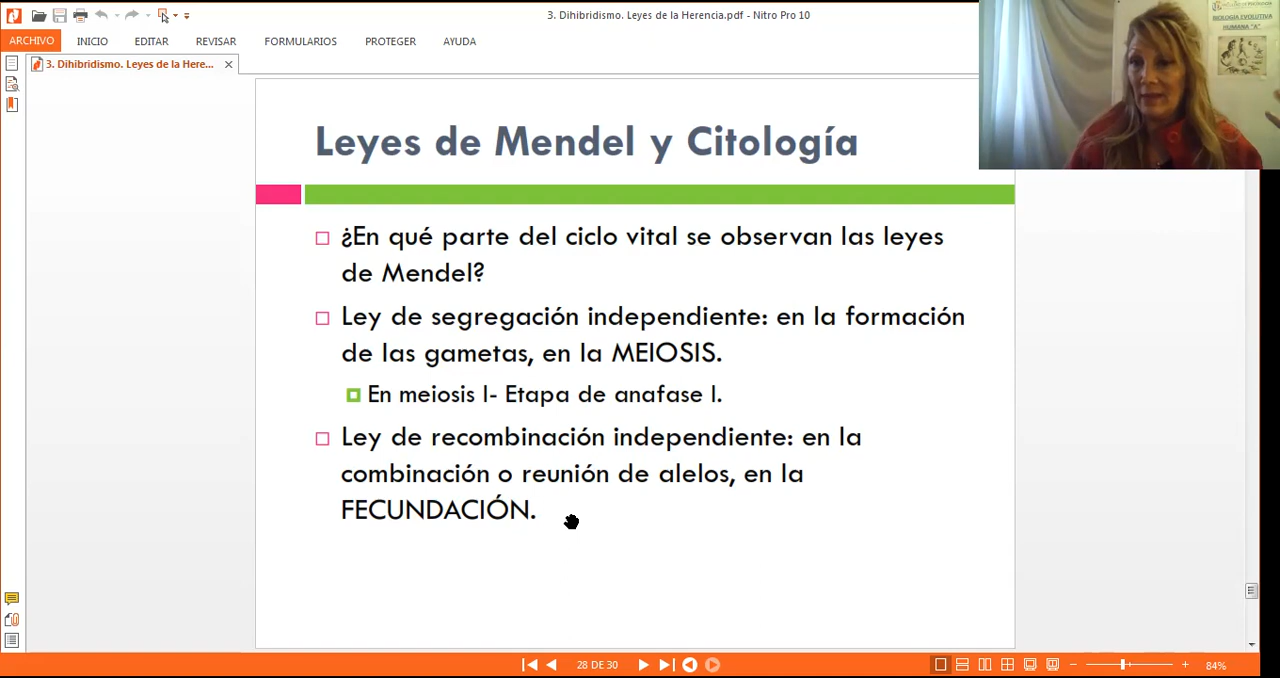 3. Dihibridismo. Leyes de la Herencia.pdf - Nitro Pro 10
ARCHIVO INICIO EDITAR REVISAR FORMULARIOS PROTEGER AYUDA
3. Dihibridismo. Leyes de la Here...
BIOLOGÍA EVOLUTIVA
HUMANA "A"
Leyes de Mendel y Citología
¿En qué parte del ciclo vital se observan las leyes
de Mendel?
Ley de segregación independiente: en la formación
de las gametas, en la MEIOSIS.
En meiosis I- Etapa de anafase I.
Ley de recombinación independiente: en la
combinación o reunión de alelos, en la
FECUNDACIÓN.
28 DE 30
84%